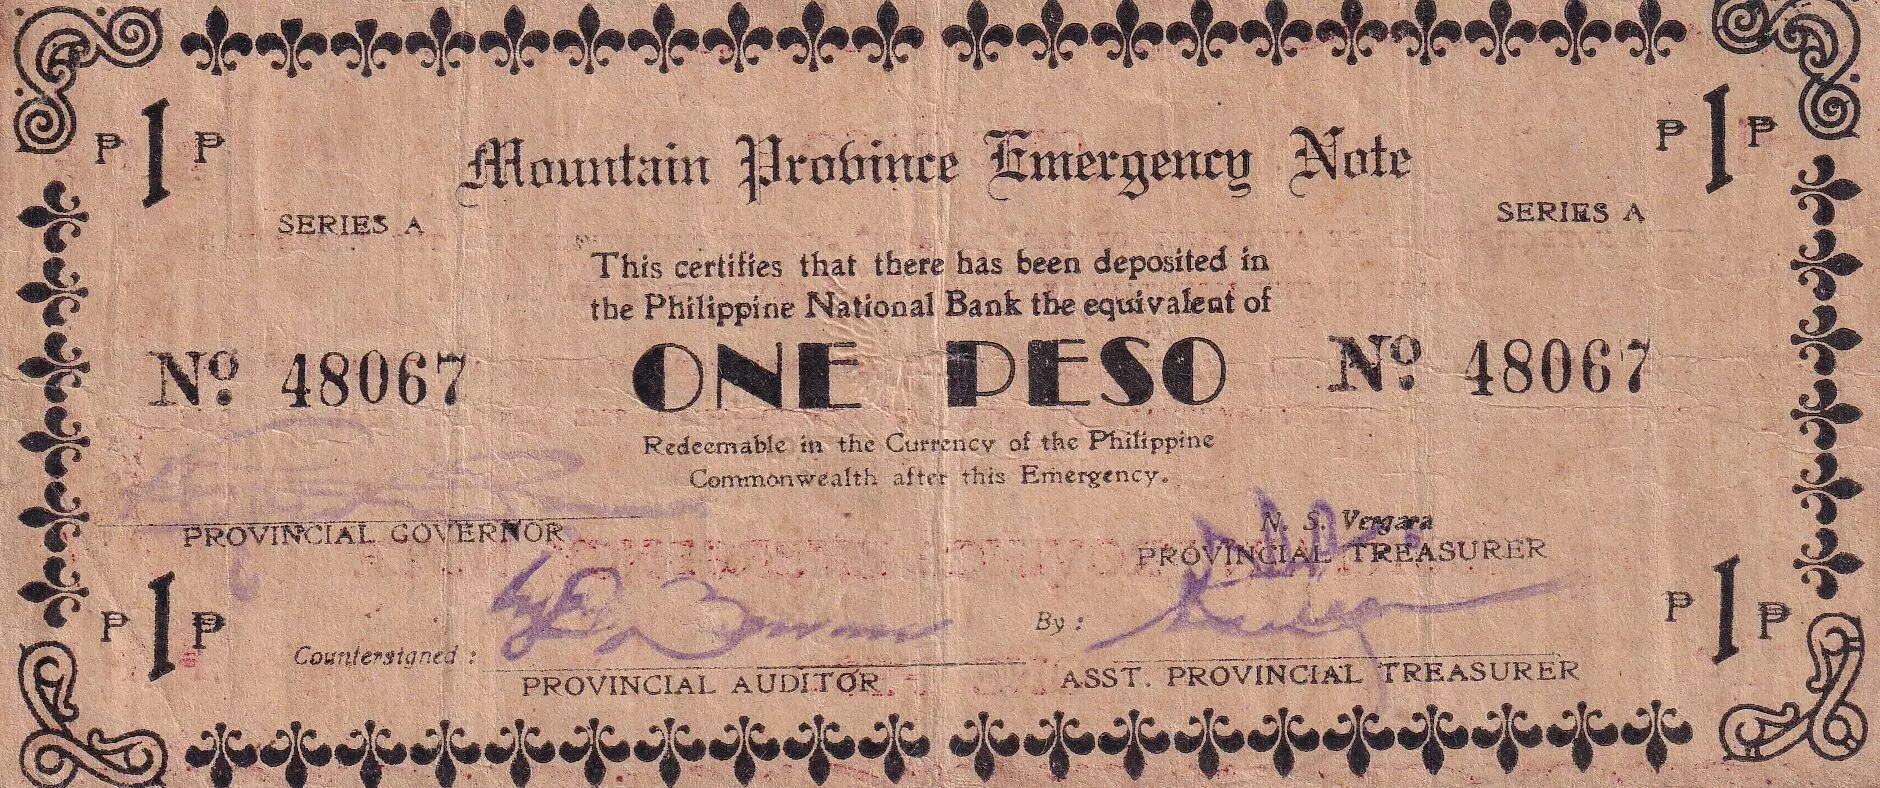 ₱ 1 ₱
₱ 1 ₱
Mountain Province Emergency Note
SERIES A
SERIES A
This certifies that there has been deposited in
the Philippine National Bank the equivalent of
ONE PESO
Nº 48067
Nº 48067
Redeemable in the Currency of the Philippine
Commonwealth after this Emergency.
PROVINCIAL GOVERNOR
N. S. Vergara
PROVINCIAL TREASURER
₱ 1 ₱
₱ 1 ₱
Countersigned :
By :
PROVINCIAL AUDITOR
ASST. PROVINCIAL TREASURER